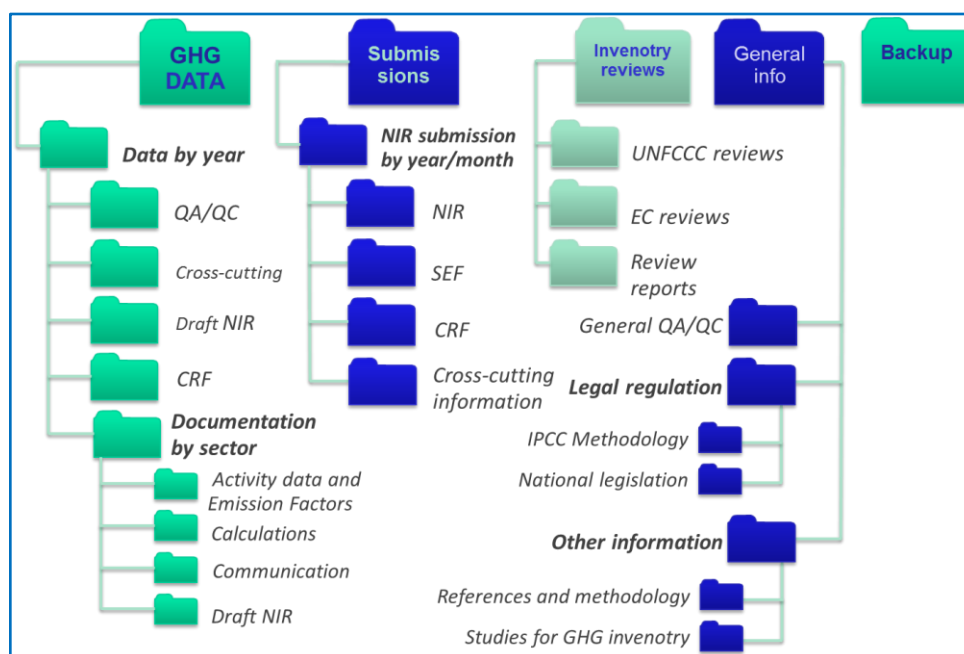 GHG
DATA
Data by year
QA/QC
Cross-cutting
Draft NIR
CRF
Documentation
by sector
Activity data and
Emission Factors
Calculations
Communication
Draft NIR
Submis
sions
NIR submission
by year/month
NIR
SEF
CRF
Cross-cutting
information
Invenotry
reviews
UNFCCC reviews
EC reviews
Review
reports
General
info
General QA/QC
Legal regulation
IPCC Methodology
National legislation
Other information
References and methodology
Studies for GHG invenotry
Backup